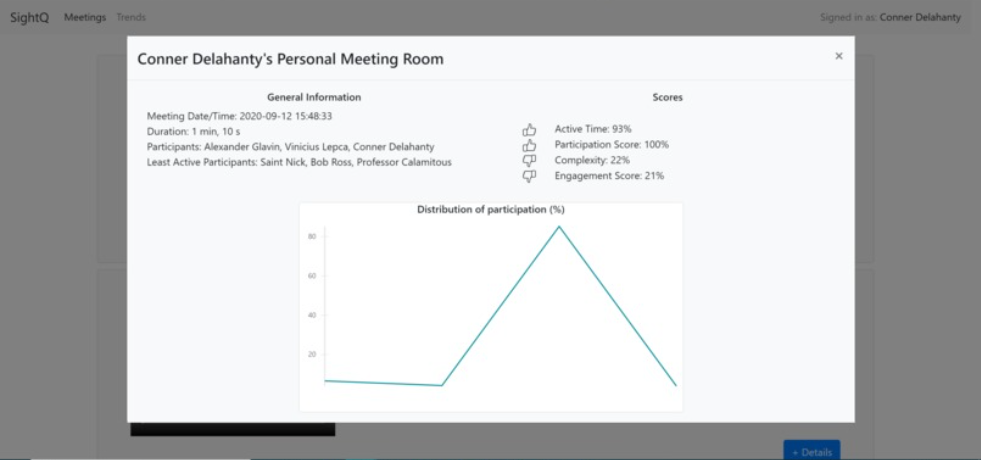 SightQ Meetings Trends Signed in as: Conner Delahanty
Conner Delahanty's Personal Meeting Room ×
General Information
Meeting Date/Time: 2020-09-12 15:48:33
Duration: 1 min, 10 s
Participants: Alexander Glavin, Vinicius Lepca, Conner Delahanty
Least Active Participants: Saint Nick, Bob Ross, Professor Calamitous
Scores
Active Time: 93%
Participation Score: 100%
Complexity: 22%
Engagement Score: 21%
Distribution of participation (%)
80
60
40
20
+ Details